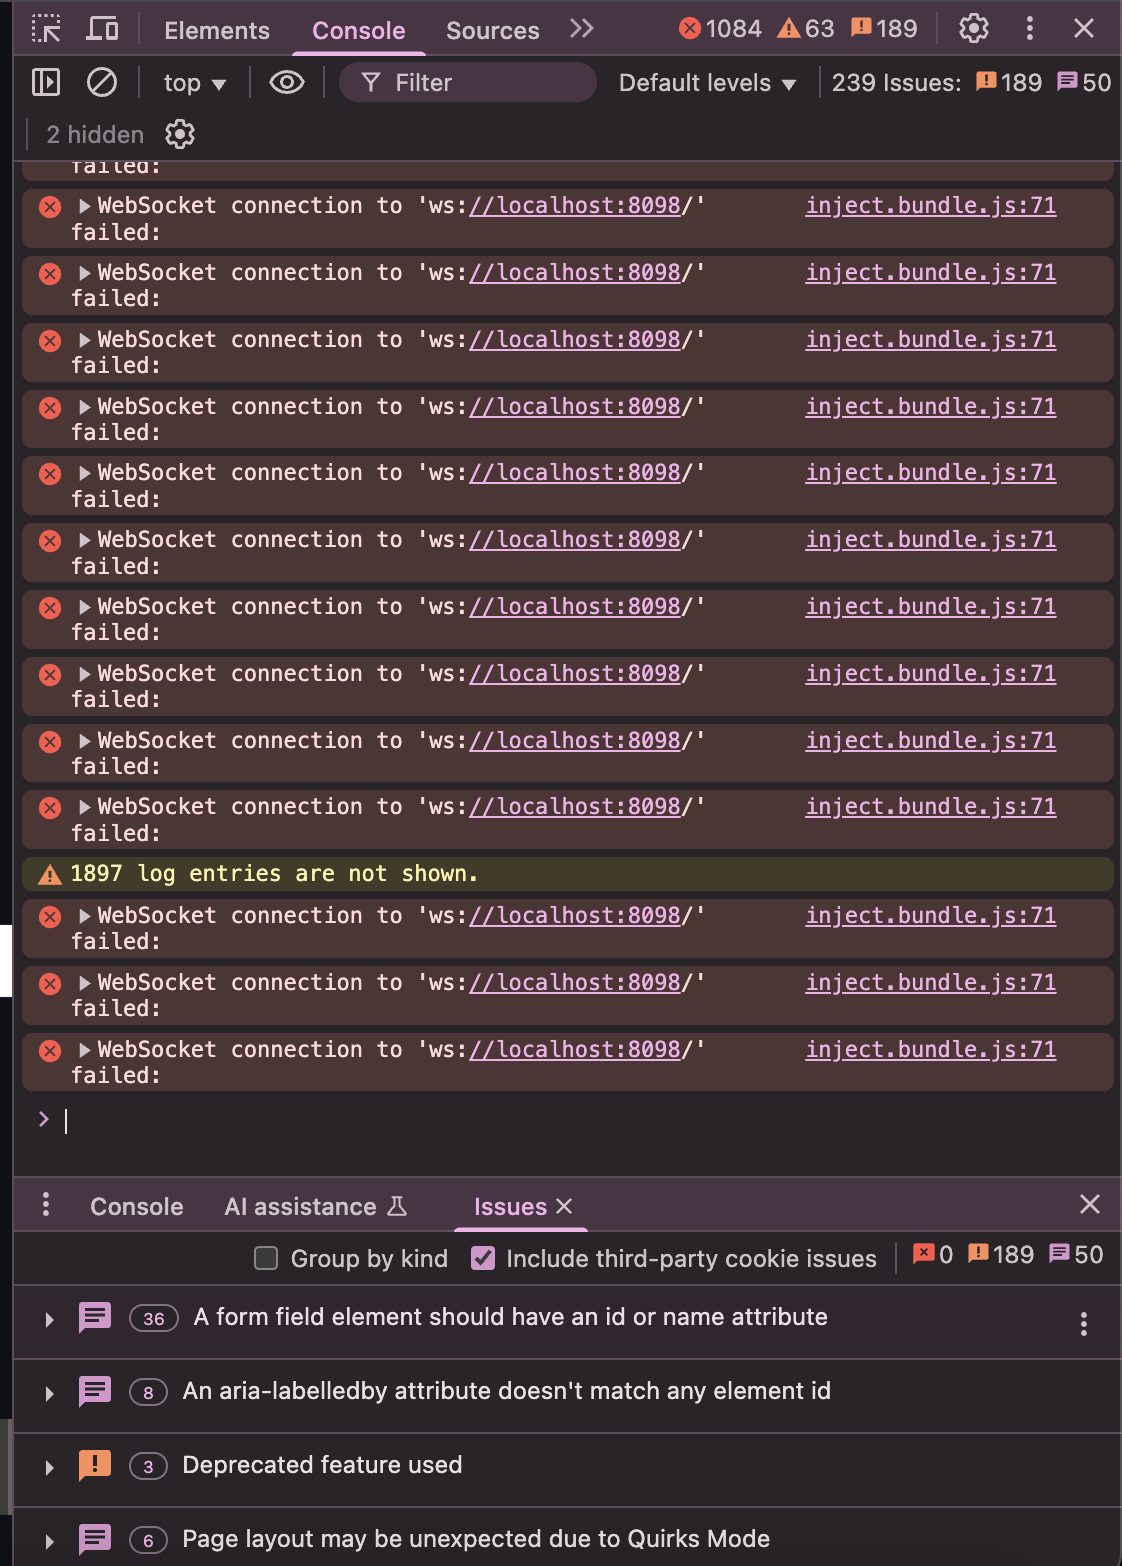 Elements Console Sources 1084 63 189
top Filter Default levels 239 Issues: 189 50
2 hidden
failed:
WebSocket connection to 'ws://localhost:8098/' inject.bundle.js:71
failed:
WebSocket connection to 'ws://localhost:8098/' inject.bundle.js:71
failed:
WebSocket connection to 'ws://localhost:8098/' inject.bundle.js:71
failed:
WebSocket connection to 'ws://localhost:8098/' inject.bundle.js:71
failed:
WebSocket connection to 'ws://localhost:8098/' inject.bundle.js:71
failed:
WebSocket connection to 'ws://localhost:8098/' inject.bundle.js:71
failed:
WebSocket connection to 'ws://localhost:8098/' inject.bundle.js:71
failed:
WebSocket connection to 'ws://localhost:8098/' inject.bundle.js:71
failed:
WebSocket connection to 'ws://localhost:8098/' inject.bundle.js:71
failed:
WebSocket connection to 'ws://localhost:8098/' inject.bundle.js:71
failed:
1897 log entries are not shown.
WebSocket connection to 'ws://localhost:8098/' inject.bundle.js:71
failed:
WebSocket connection to 'ws://localhost:8098/' inject.bundle.js:71
failed:
WebSocket connection to 'ws://localhost:8098/' inject.bundle.js:71
failed:
Console AI assistance Issues
Group by kind Include third-party cookie issues 0 189 50
36 A form field element should have an id or name attribute
8 An aria-labelledby attribute doesn't match any element id
3 Deprecated feature used
6 Page layout may be unexpected due to Quirks Mode